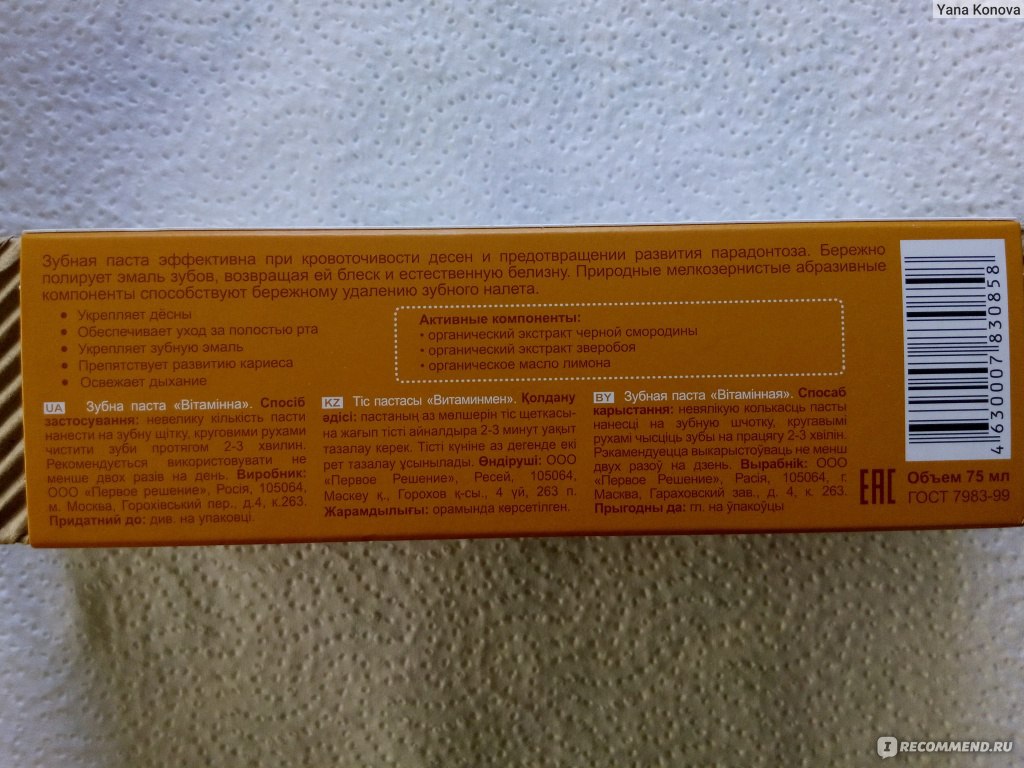 Yana Konova
Зубная паста эффективна при кровоточивости десен и предотвращении развития парадонтоза. Бережно
полирует эмаль зубов, возвращая ей блеск и естественную белизну. Природные мелкозернистые абразивные
компоненты способствуют бережному удалению зубного налета.
• Укрепляет дёсны
• Обеспечивает уход за полостью рта
• Укрепляет зубную эмаль
• Препятствует развитию кариеса
• Освежает дыхание
Активные компоненты:
• органический экстракт черной смородины
• органический экстракт зверобоя
• органическое масло лимона
UA Зубна паста «Вітамінна». Спосіб
застосування: невелику кількість пасти
нанести на зубну щітку, круговими рухами
чистити зуби протягом 2-3 хвилин.
Рекомендується використовувати не
менше двох разів на день. Виробник:
ООО «Первое решение», Росія, 105064,
м. Москва, Горохівський пер., д.4, к.263.
Придатний до: див. на упаковці.
KZ Тіс пастасы «Витаминмен». Қолдану
әдісі: пастаның аз мөлшерін тіс щеткасы-
на жағып тісті айналдыра 2-3 минут уақыт
тазалау керек. Тісті күніне аз дегенде екі
рет тазалау ұсынылады. Өндіруші: ООО
«Первое Решение», Ресей, 105064,
Мәскеу қ., Горохов қ-сы., 4 үй, 263 п.
Жарамдылығы: орамында көрсетілген.
BY Зубная паста «Вітамінная». Спосаб
карыстання: невялікую колькасць пасты
нанесці на зубную шчотку, кругавымі
рухамі чысціць зубы на працягу 2-3 хвілін.
Рэкамендуецца выкарыстоўваць не менш
двух разоў на дзень. Вырабнік: ООО
«Первое Решение», Расія, 105064, г.
Москва, Гараховский зав., д. 4, к. 263.
Прыгодны да: гл. на ўпакоўцы
4 630007 830858
EAC Объем 75 мл
ГОСТ 7983-99
IRECOMMEND.RU